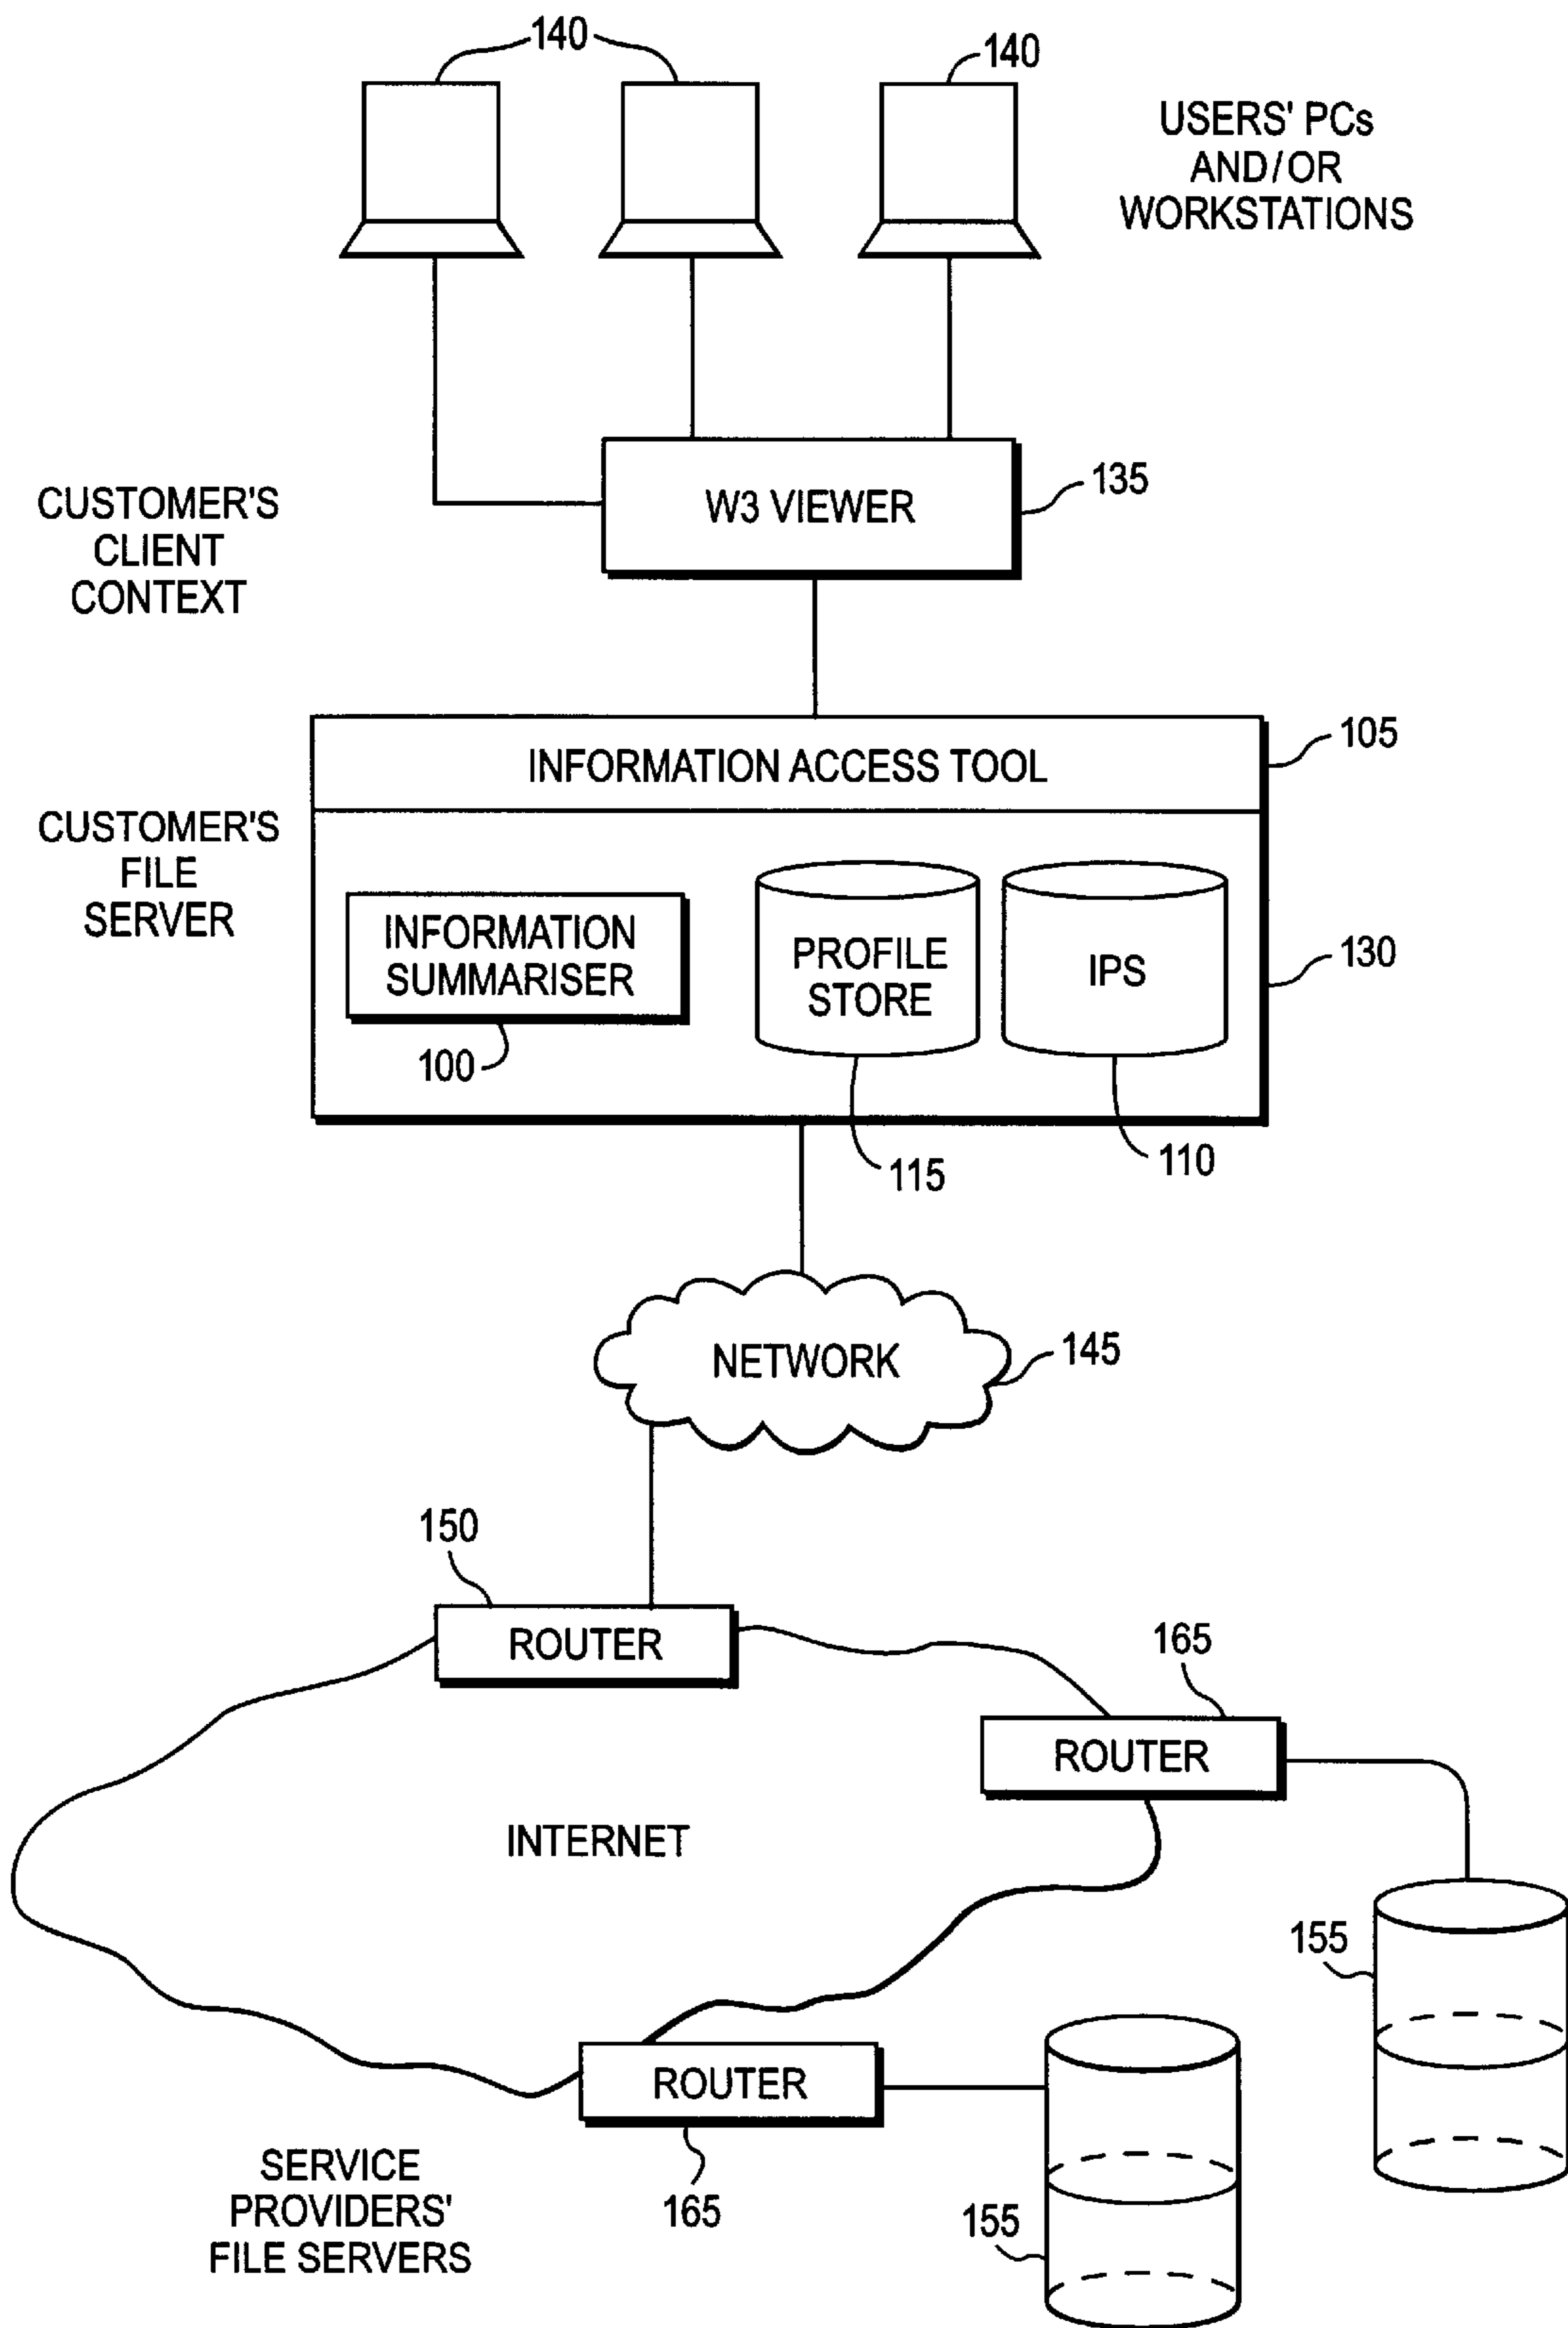 140
140
USERS' PCs
AND/OR
WORKSTATIONS
CUSTOMER'S
CLIENT
CONTEXT
W3 VIEWER
135
INFORMATION ACCESS TOOL
105
CUSTOMER'S
FILE
SERVER
INFORMATION
SUMMARISER
100
PROFILE
STORE
IPS
130
115
110
NETWORK
145
150
ROUTER
165
ROUTER
INTERNET
155
ROUTER
165
155
SERVICE
PROVIDERS'
FILE SERVERS